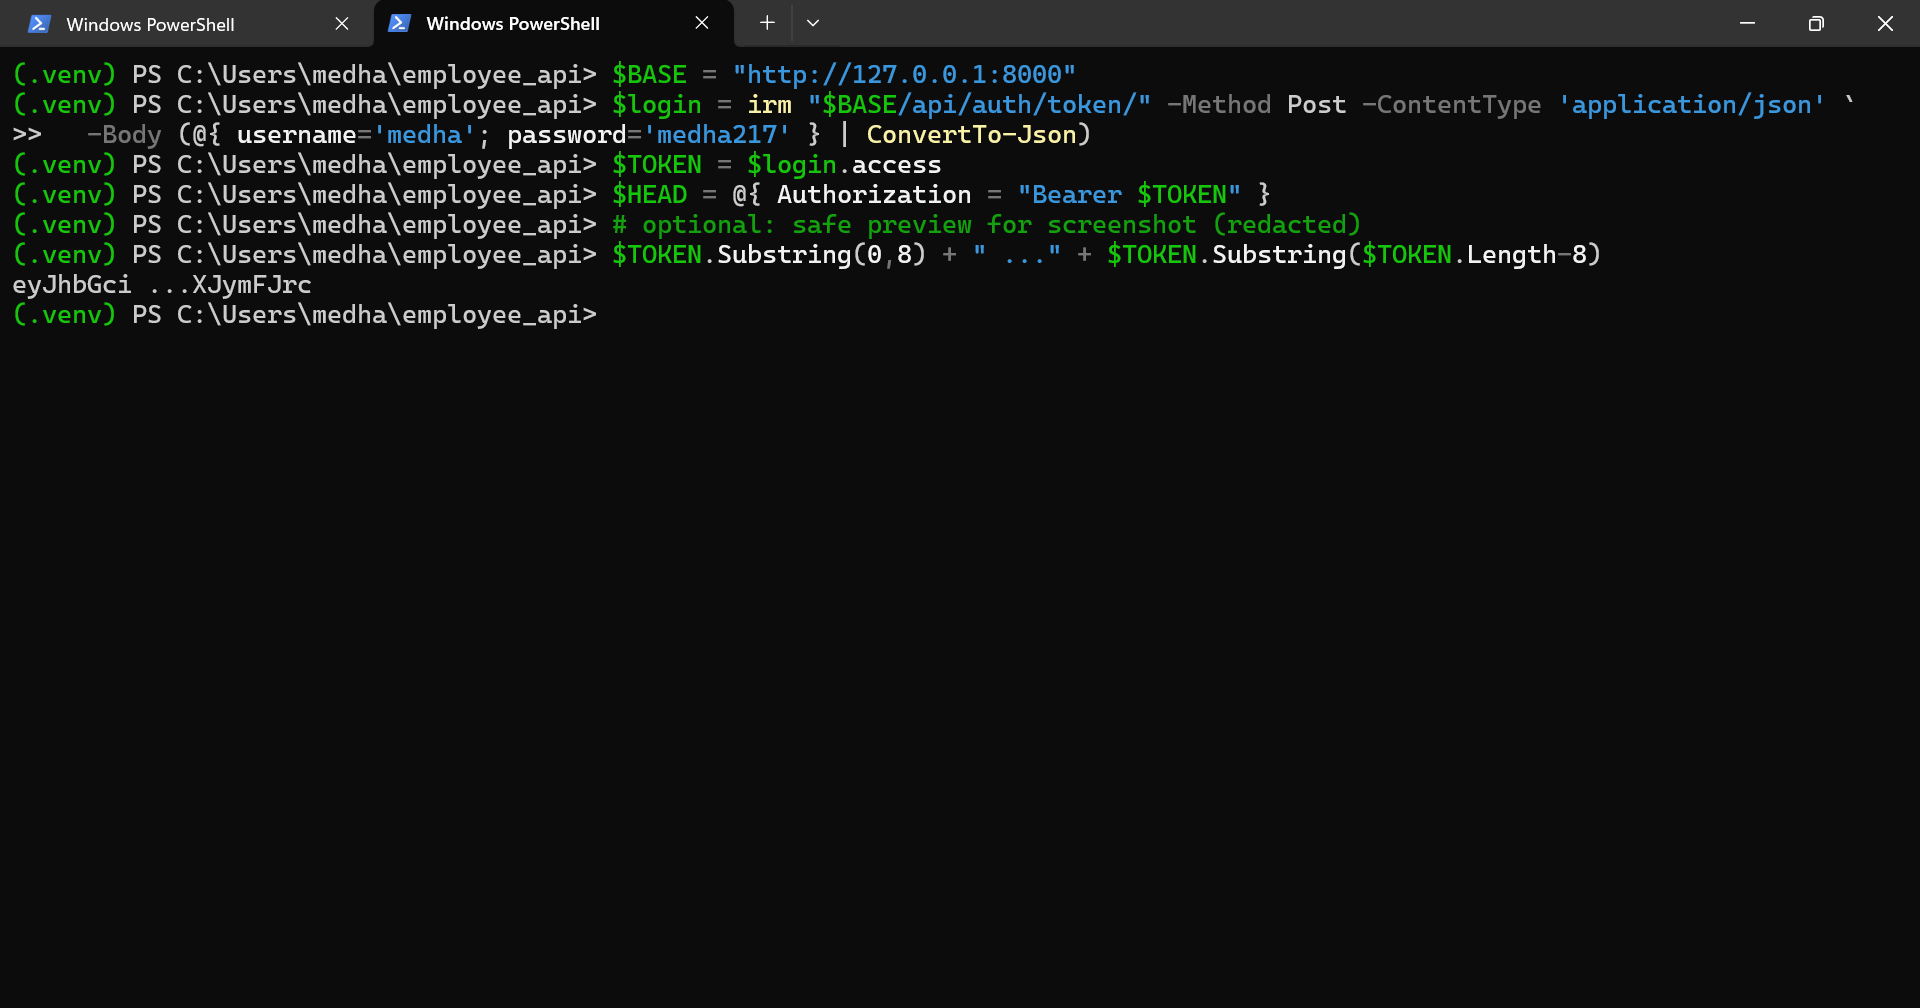 Windows PowerShell
Windows PowerShell
(.venv) PS C:\Users\medha\employee_api> $BASE = "http://127.0.0.1:8000"
(.venv) PS C:\Users\medha\employee_api> $login = irm "$BASE/api/auth/token/" -Method Post -ContentType 'application/json' `
>>   -Body (@{ username='medha'; password='medha217' } | ConvertTo-Json)
(.venv) PS C:\Users\medha\employee_api> $TOKEN = $login.access
(.venv) PS C:\Users\medha\employee_api> $HEAD = @{ Authorization = "Bearer $TOKEN" }
(.venv) PS C:\Users\medha\employee_api> # optional: safe preview for screenshot (redacted)
(.venv) PS C:\Users\medha\employee_api> $TOKEN.Substring(0,8) + " ..." + $TOKEN.Substring($TOKEN.Length-8)
eyJhbGci ...XJymFJrc
(.venv) PS C:\Users\medha\employee_api>